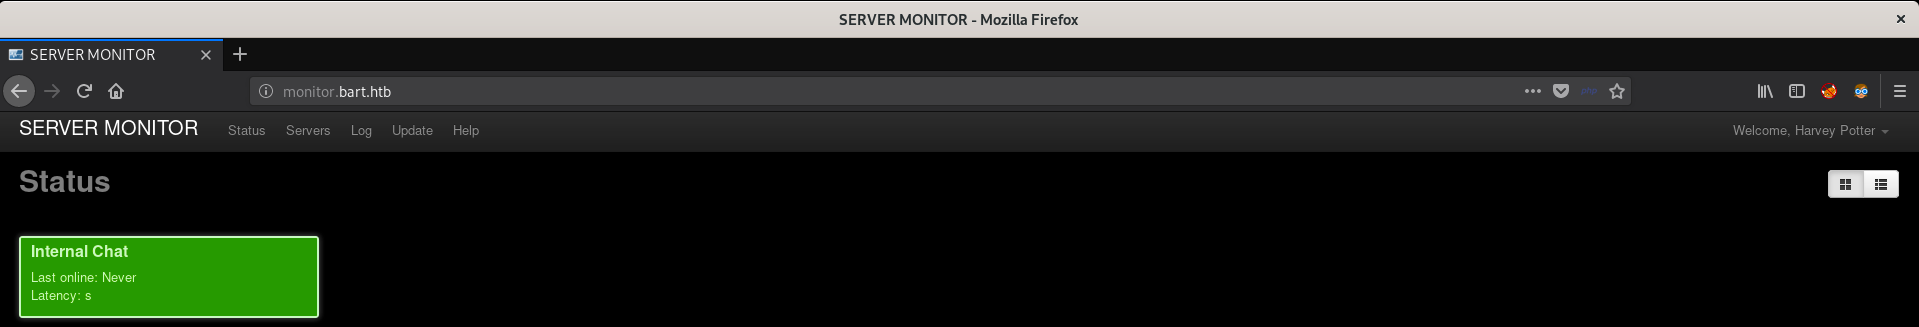 SERVER MONITOR - Mozilla Firefox
SERVER MONITOR
monitor.bart.htb
SERVER MONITOR Status Servers Log Update Help Welcome, Harvey Potter
Status
Internal Chat
Last online: Never
Latency: s